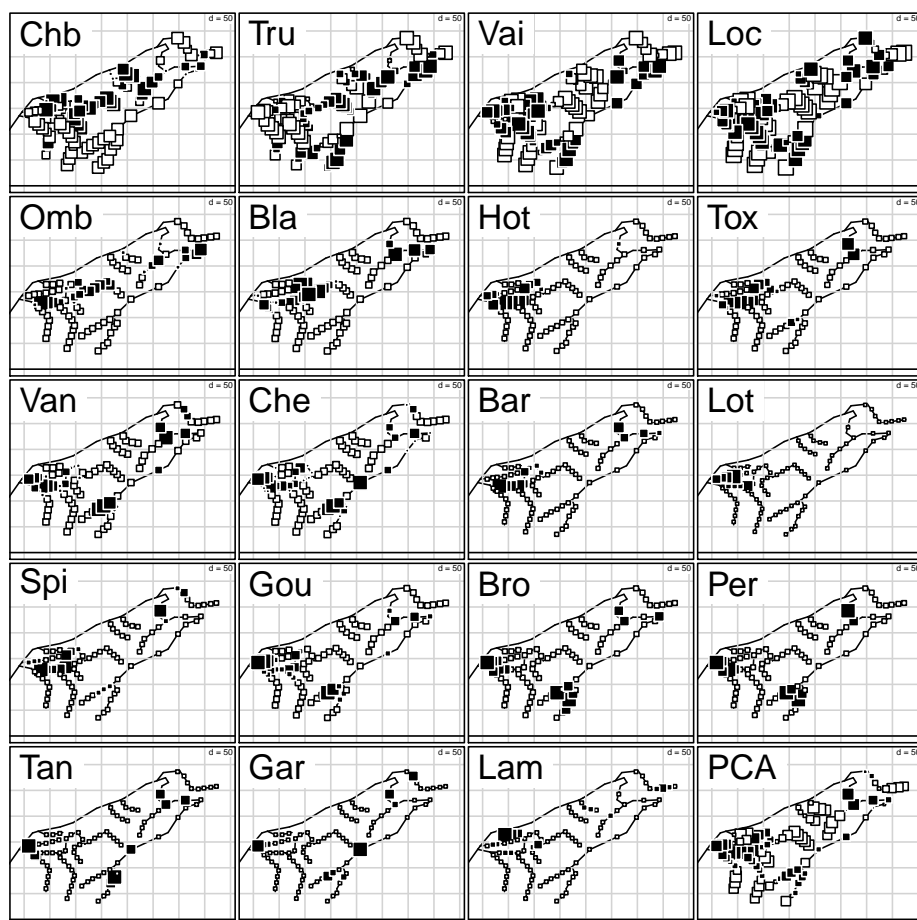 Chb d = 50 Tru d = 50 Vai d = 50 Loc d = 50
Omb d = 50 Bla d = 50 Hot d = 50 Tox d = 50
Van d = 50 Che d = 50 Bar d = 50 Lot d = 50
Spi d = 50 Gou d = 50 Bro d = 50 Per d = 50
Tan d = 50 Gar d = 50 Lam d = 50 PCA d = 50